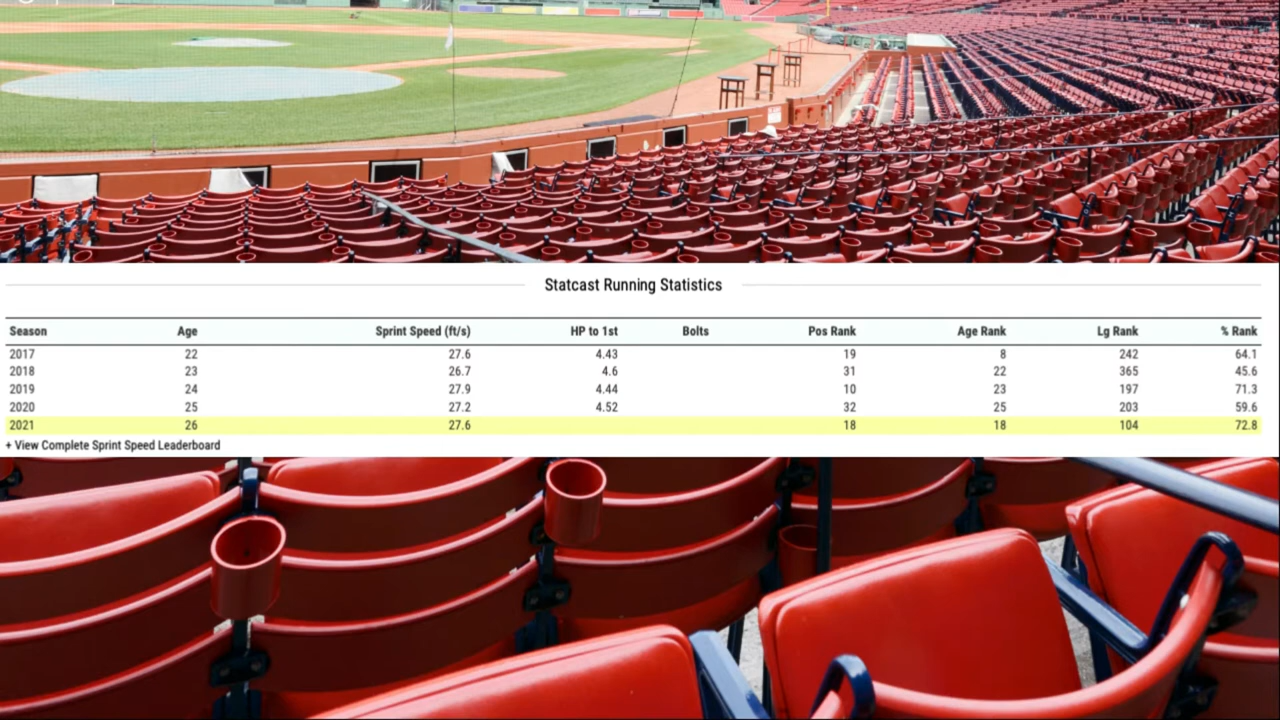 Statcast Running Statistics
Season Age Sprint Speed (ft/s) HP to 1st Bolts Pos Rank Age Rank Lg Rank % Rank
2017 22 27.6 4.43 19 8 242 64.1
2018 23 26.7 4.6 31 22 365 45.6
2019 24 27.9 4.44 10 23 197 71.3
2020 25 27.2 4.52 32 25 203 59.6
2021 26 27.6 18 18 104 72.8
+ View Complete Sprint Speed Leaderboard